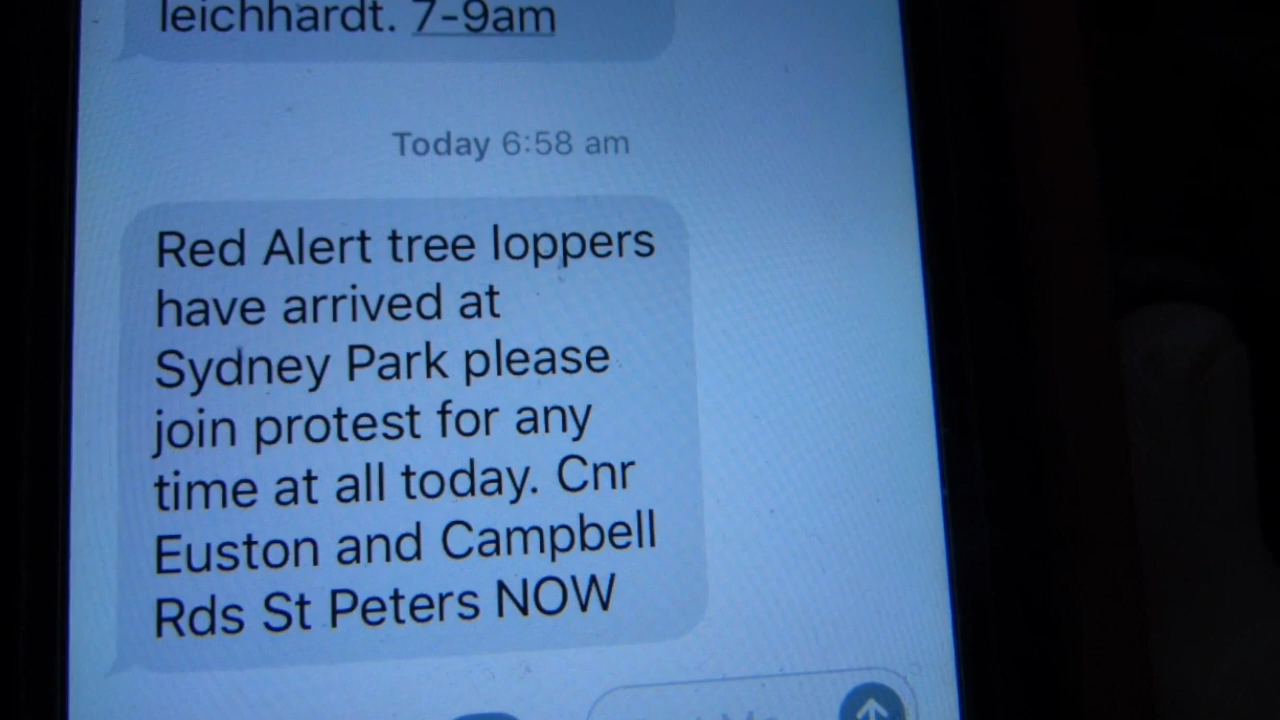 leichhardt. 7-9am
Today 6:58 am
Red Alert tree loppers
have arrived at
Sydney Park please
join protest for any
time at all today. Cnr
Euston and Campbell
Rds St Peters NOW